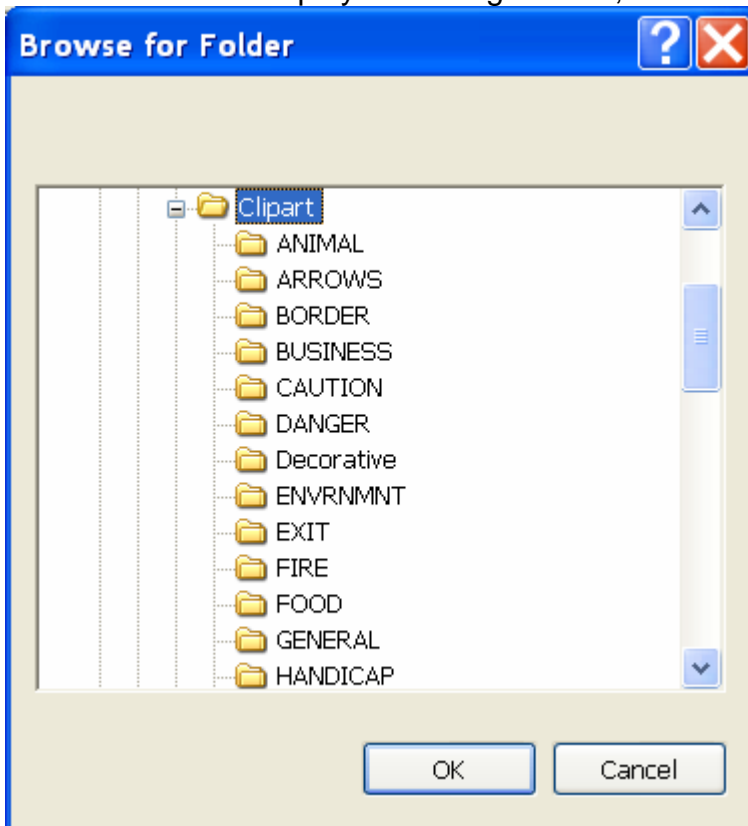 Browse for Folder
Clipart
ANIMAL
ARROWS
BORDER
BUSINESS
CAUTION
DANGER
Decorative
ENVRNMNT
EXIT
FIRE
FOOD
GENERAL
HANDICAP
OK Cancel